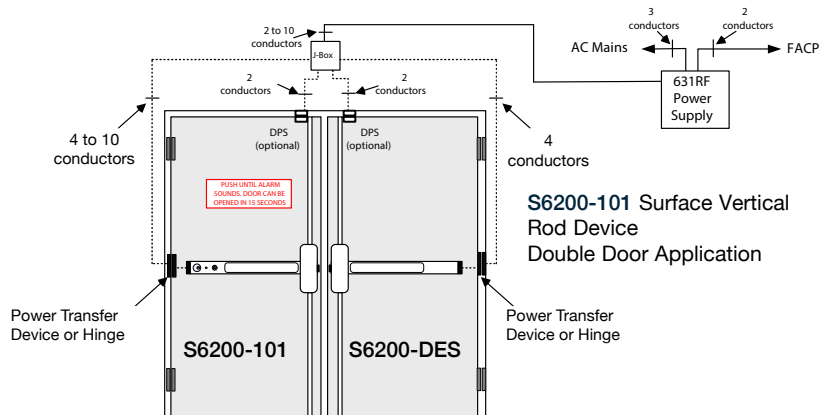 2 to 10
conductors
J-Box
3
conductors
2
conductors
AC Mains
FACP
631RF
Power
Supply
2
conductors
2
conductors
4 to 10
conductors
DPS
(optional)
DPS
(optional)
4
conductors
PUSH UNTIL ALARM
SOUNDS. DOOR CAN BE
OPENED IN 15 SECONDS
S6200-101 Surface Vertical
Rod Device
Double Door Application
Power Transfer
Device or Hinge
Power Transfer
Device or Hinge
S6200-101
S6200-DES